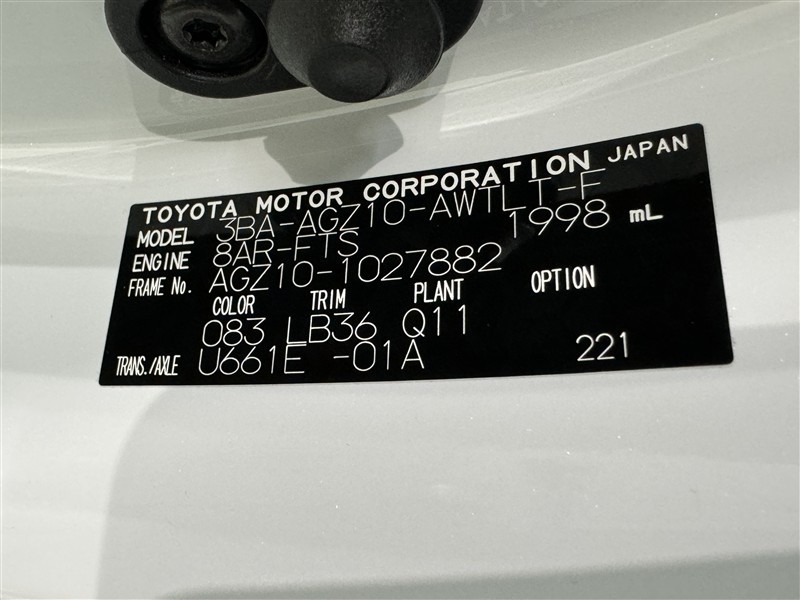 TOYOTA MOTOR CORPORATION JAPAN
MODEL 3BA-AGZ10-AWTLT-F
ENGINE 8AR-FTS 1998 mL
FRAME No. AGZ10-1027882
COLOR TRIM PLANT OPTION
083 LB36 Q11
TRANS./AXLE U661E -01A 221